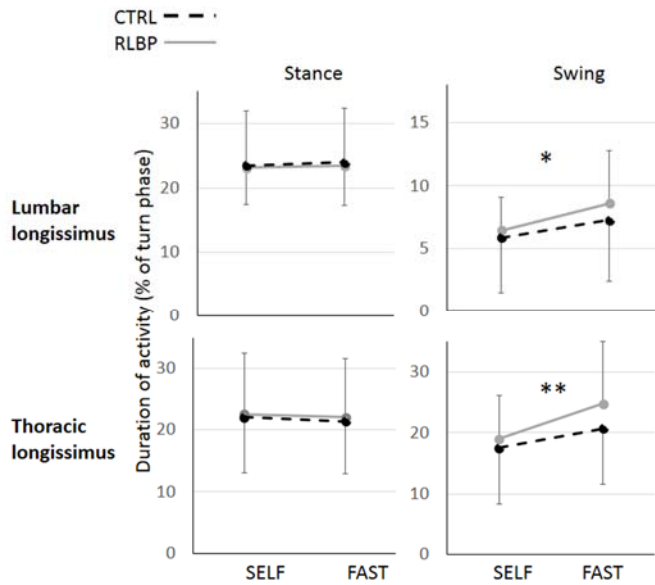 CTRL
RLBP
Stance
Swing
Duration of activity (% of turn phase)
Lumbar
longissimus
30
20
10
0
15
10
5
0
*
Thoracic
longissimus
30
20
10
0
30
20
10
0
**
SELF FAST
SELF FAST